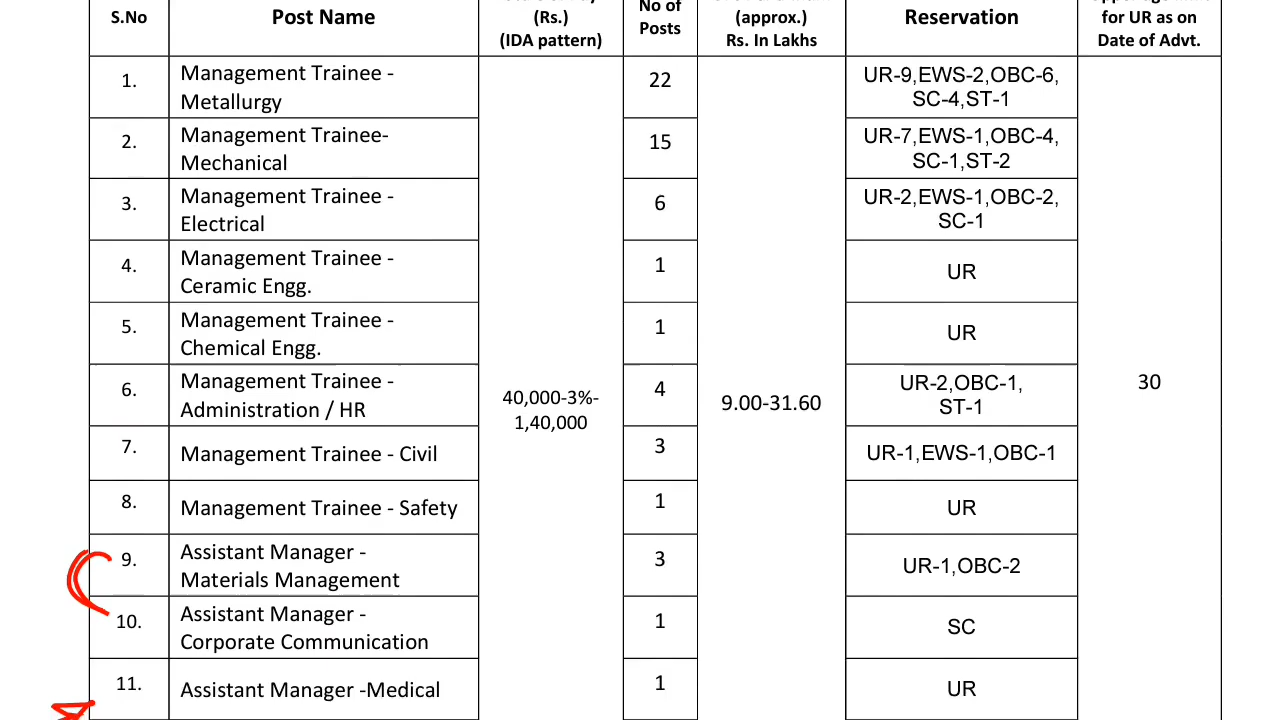 S.No
Post Name
(Rs.)
(IDA pattern)
No of
Posts
(approx.)
Rs. In Lakhs
Reservation
for UR as on
Date of Advt.
1.
Management Trainee -
Metallurgy
22
UR-9,EWS-2,OBC-6,
SC-4,ST-1
2.
Management Trainee-
Mechanical
15
UR-7,EWS-1,OBC-4,
SC-1,ST-2
3.
Management Trainee -
Electrical
6
UR-2,EWS-1,OBC-2,
SC-1
4.
Management Trainee -
Ceramic Engg.
1
UR
5.
Management Trainee -
Chemical Engg.
1
UR
6.
Management Trainee -
Administration / HR
4
UR-2,OBC-1,
ST-1
40,000-3%-
1,40,000
9.00-31.60
30
7.
Management Trainee - Civil
3
UR-1,EWS-1,OBC-1
8.
Management Trainee - Safety
1
UR
9.
Assistant Manager -
Materials Management
3
UR-1,OBC-2
10.
Assistant Manager -
Corporate Communication
1
SC
11.
Assistant Manager -Medical
1
UR